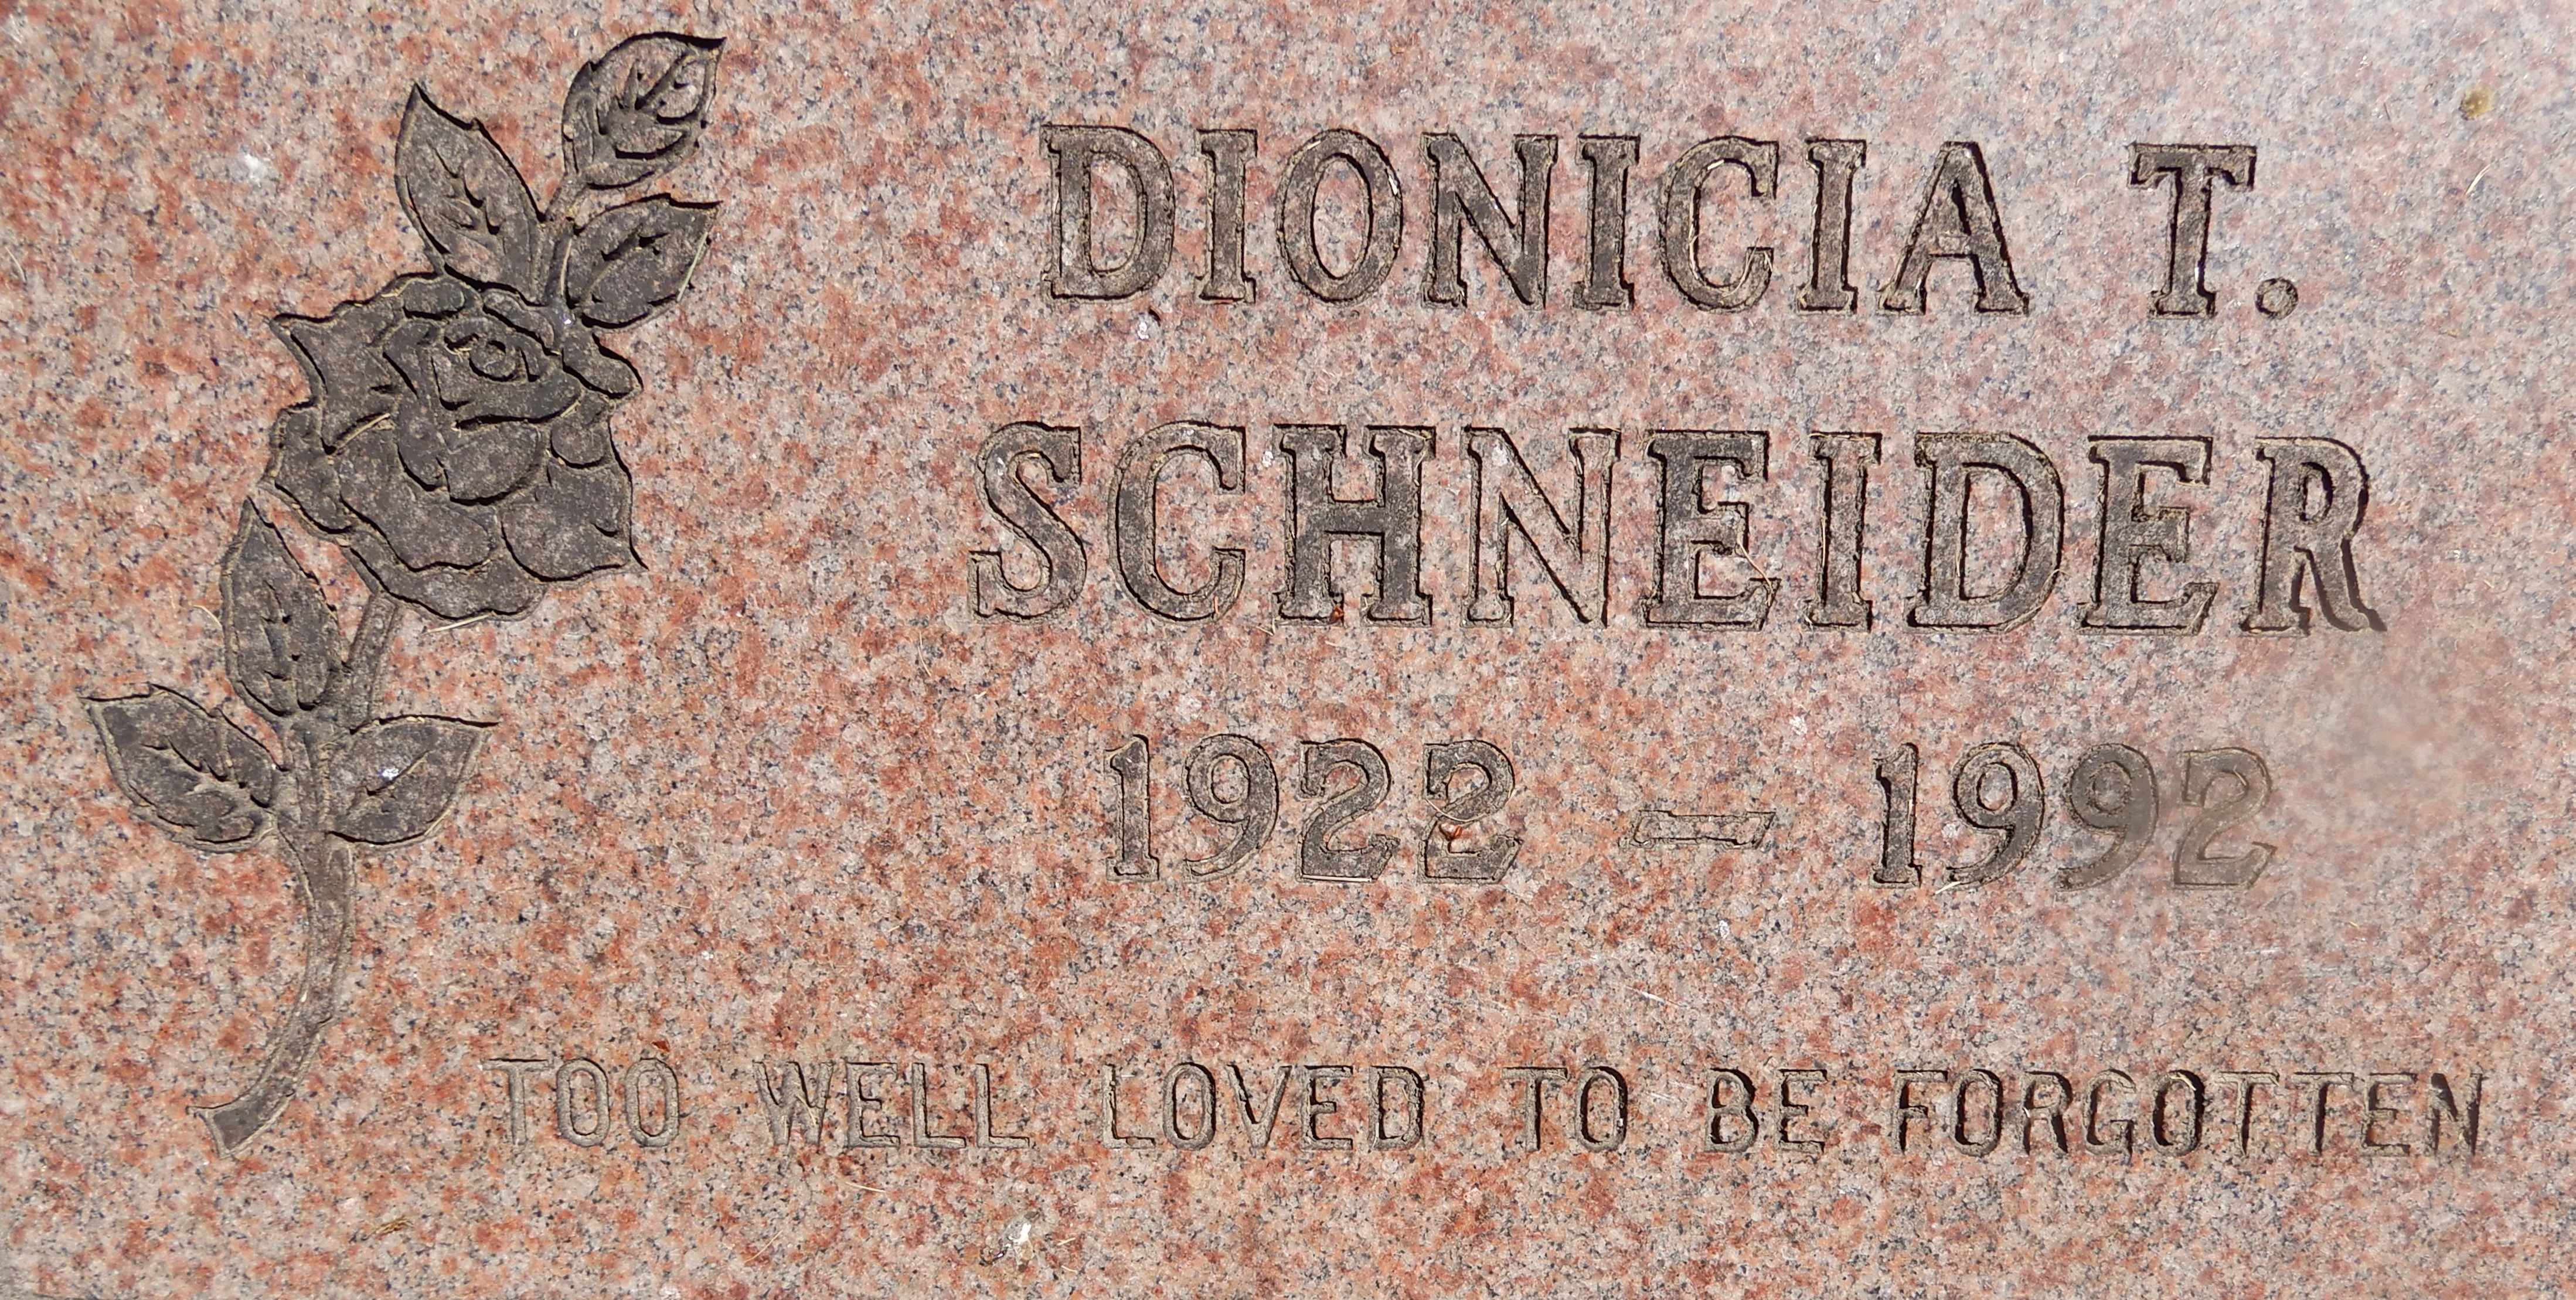 DIONICIA T.
SCHNEIDER
1922 — 1992
TOO WELL LOVED TO BE FORGOTTEN